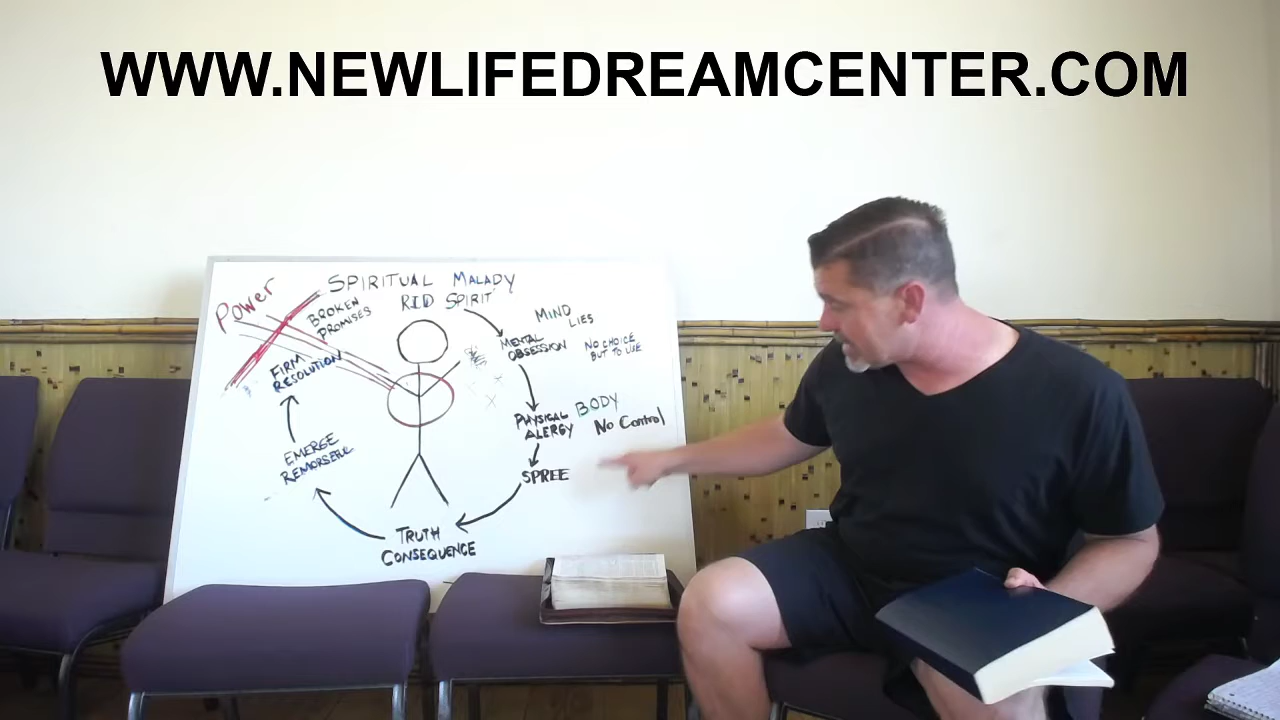 WWW.NEWLIFEDREAMCENTER.COM
Power
SPIRITUAL MALADY
RID SPIRIT
BROKEN
PROMISES
MIND
LIES
MENTAL
OBSESSION
NO CHOICE
BUT TO USE
FIRM
RESOLUTION
BODY
PHYSICAL
ALERGY
No Control
EMERGE
REMORSEFUL
SPREE
TRUTH
CONSEQUENCE